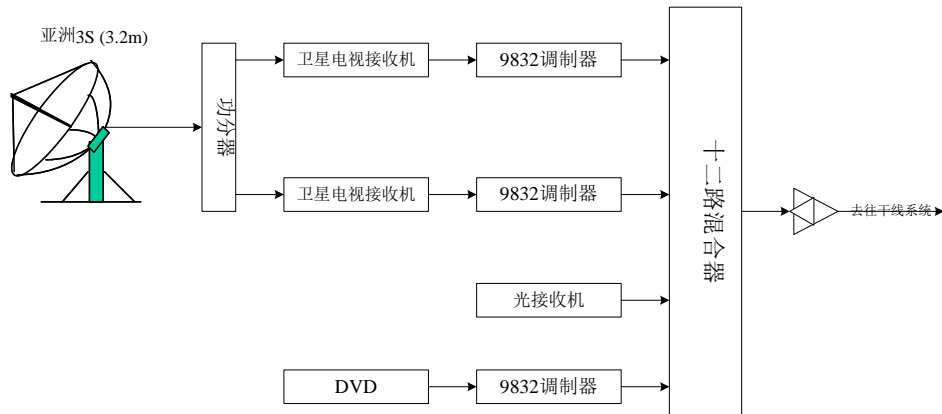 亚洲3S (3.2m)
功分器
卫星电视接收机
9832调制器
卫星电视接收机
9832调制器
光接收机
DVD
9832调制器
十二路混合器
去往干线系统